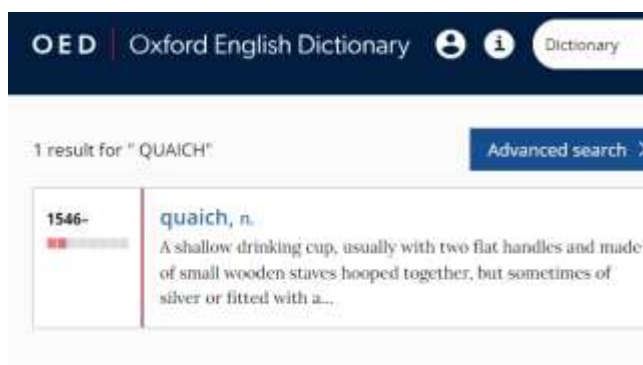 OED Oxford English Dictionary i Dictionary
1 result for " QUAICH"
Advanced search
1546–
quaich, n.
A shallow drinking cup, usually with two flat handles and made
of small wooden staves hooped together, but sometimes of
silver or fitted with a...